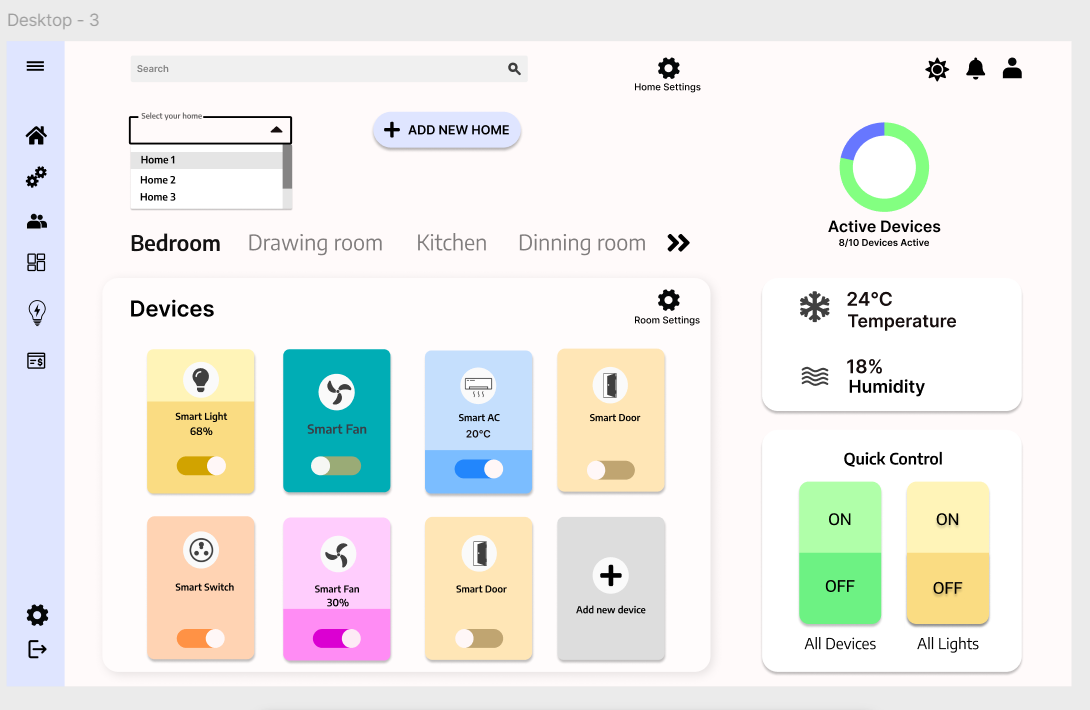 Desktop - 3
Search
Home Settings
Select your home
ADD NEW HOME
Home 1
Home 2
Home 3
Active Devices
8/10 Devices Active
Bedroom
Drawing room
Kitchen
Dinning room
Devices
Room Settings
Smart Light
68%
Smart Fan
Smart AC
20°C
Smart Door
Smart Switch
Smart Fan
30%
Smart Door
Add new device
24°C
Temperature
18%
Humidity
Quick Control
ON
OFF
All Devices
ON
OFF
All Lights